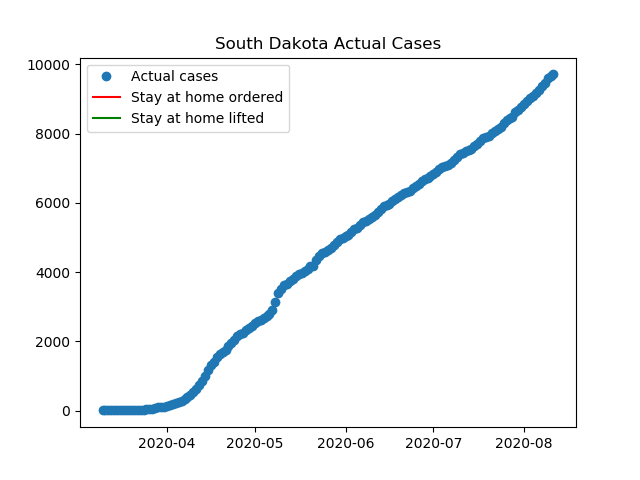 South Dakota Actual Cases
Actual cases
Stay at home ordered
Stay at home lifted
10000
8000
6000
4000
2000
0
2020-04
2020-05
2020-06
2020-07
2020-08